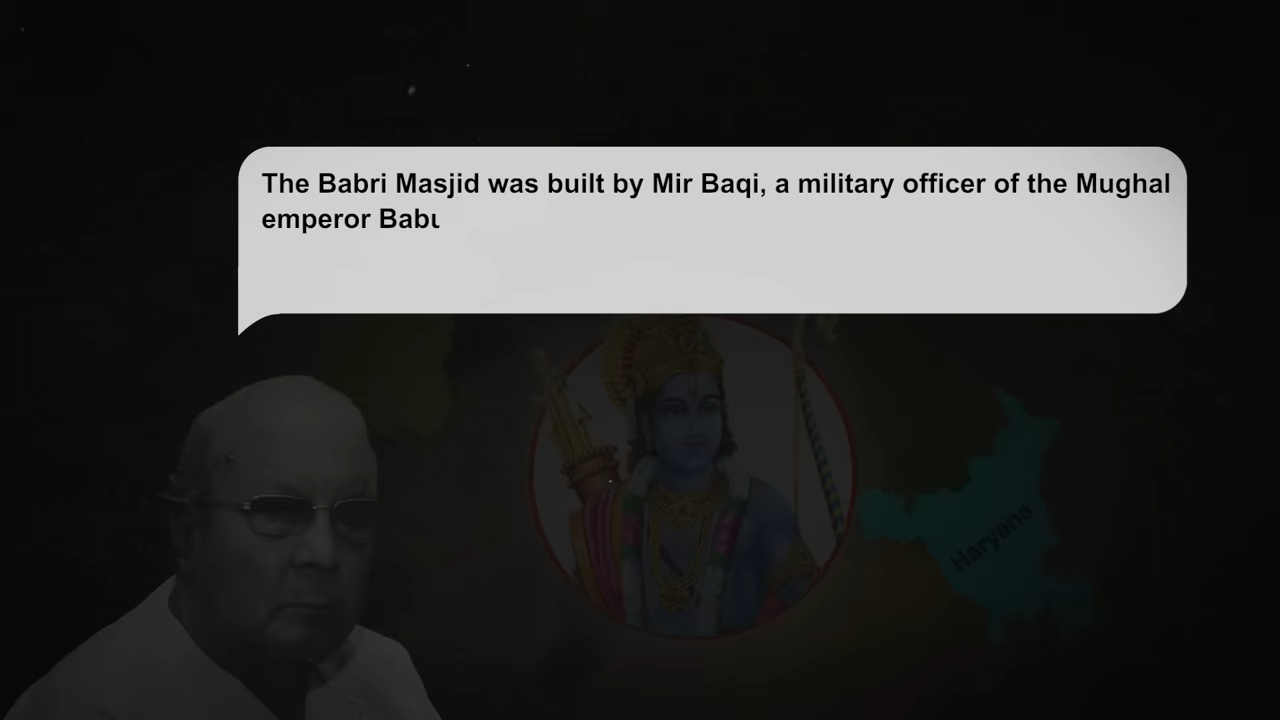 The Babri Masjid was built by Mir Baqi, a military officer of the Mughal
emperor Babu
Haryana